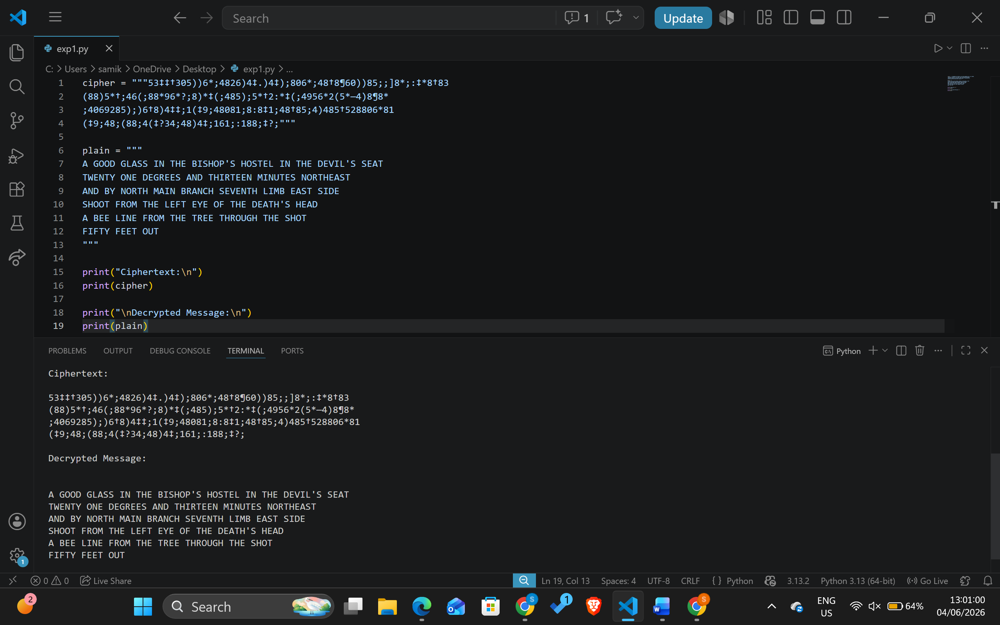 Search
1
Update
exp1.py
C: > Users > samik > OneDrive > Desktop > exp1.py > ...
1 cipher = """53‡‡†305))6*;4826)4‡.)4‡);806*;48†8¶60))85;;]8*;:‡*8†83
2 (88)5*†;46(;88*96*?;8)*‡(;485);5*†2:*‡(;4956*2(5*—4)8¶8*
3 ;4069285);)6†8)4‡‡;1(‡9;48081;8:8‡1;48†85;4)485†528806*81
4 (‡9;48;(88;4(‡?34;48)4‡;161;:188;‡?;"""
5
6 plain = """
7 A GOOD GLASS IN THE BISHOP'S HOSTEL IN THE DEVIL'S SEAT
8 TWENTY ONE DEGREES AND THIRTEEN MINUTES NORTHEAST
9 AND BY NORTH MAIN BRANCH SEVENTH LIMB EAST SIDE
10 SHOOT FROM THE LEFT EYE OF THE DEATH'S HEAD
11 A BEE LINE FROM THE TREE THROUGH THE SHOT
12 FIFTY FEET OUT
13 """
14
15 print("Ciphertext:\n")
16 print(cipher)
17
18 print("\nDecrypted Message:\n")
19 print(plain)
PROBLEMS OUTPUT DEBUG CONSOLE TERMINAL PORTS
Python
Ciphertext:
53‡‡†305))6*;4826)4‡.)4‡);806*;48†8¶60))85;;]8*;:‡*8†83
(88)5*†;46(;88*96*?;8)*‡(;485);5*†2:*‡(;4956*2(5*—4)8¶8*
;4069285);)6†8)4‡‡;1(‡9;48081;8:8‡1;48†85;4)485†528806*81
(‡9;48;(88;4(‡?34;48)4‡;161;:188;‡?;
Decrypted Message:
A GOOD GLASS IN THE BISHOP'S HOSTEL IN THE DEVIL'S SEAT
TWENTY ONE DEGREES AND THIRTEEN MINUTES NORTHEAST
AND BY NORTH MAIN BRANCH SEVENTH LIMB EAST SIDE
SHOOT FROM THE LEFT EYE OF THE DEATH'S HEAD
A BEE LINE FROM THE TREE THROUGH THE SHOT
FIFTY FEET OUT
1
0 0 Live Share
Ln 19, Col 13 Spaces: 4 UTF-8 CRLF {} Python 3.13.2 Python 3.13 (64-bit) Go Live
2
Search
S
1
S
ENG
US
64%
13:01:00
04/06/2026